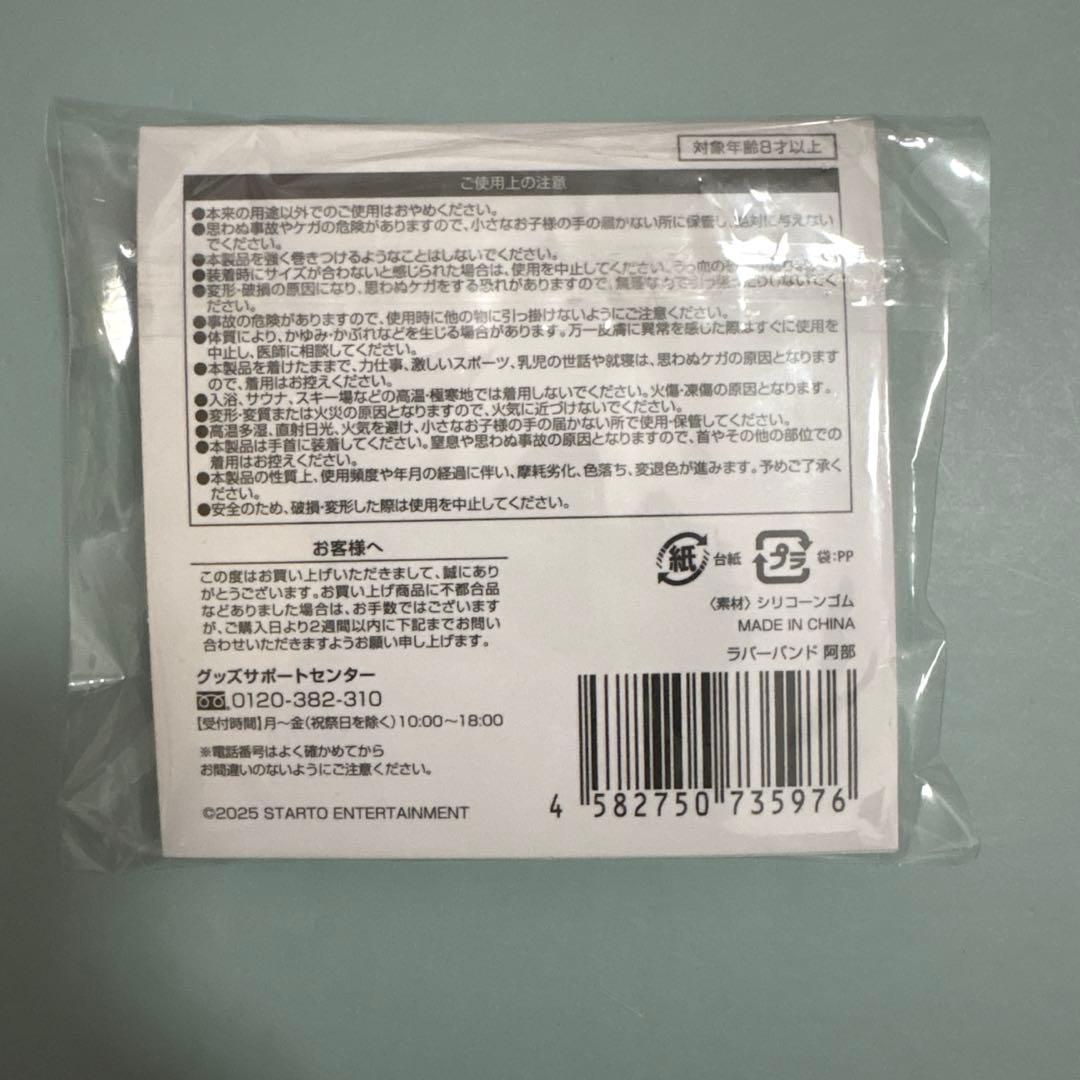 対象年齢8才以上
ご使用上の注意
●本来の用途以外でのご使用はおやめください。
●思わぬ事故やケガの危険がありますので、小さなお子様の手の届かない所に保管し、絶対に与えない
でください。
●本製品を強く巻きつけるようなことはしないでください。
●装着時にサイズが合わないと感じられた場合は、使用を中止してください。
●変形・破損の原因になり、思わぬケガをする恐れがありますので、
ださい。
●事故の危険がありますので、使用時に他の物に引っ掛けないようにご注意ください。
●体質により、かゆみ・かぶれなどを生じる場合があります。万一皮膚に異常を感じた際はすぐに使用を
中止し、医師に相談してください。
●本製品を着けたままで、力仕事、激しいスポーツ、乳児の世話や就寝は、思わぬケガの原因となります
ので、着用はお控えください。
●入浴、サウナ、スキー場などの高温・極寒地では着用しないでください。火傷・凍傷の原因となります。
●変形・変質または火災の原因となりますので、火気に近づけないでください。
●高温多湿、直射日光、火気を避け、小さなお子様の手の届かない所で使用・保管してください。
●本製品は手首に装着してください。窒息や思わぬ事故の原因となりますので、首やその他の部位での
着用はお控えください。
●本製品の性質上、使用頻度や年月の経過に伴い、摩耗劣化、色落ち、変退色が進みます。予めご了承く
ださい。
●安全のため、破損・変形した際は使用を中止してください。
お客様へ
この度はお買い上げいただきまして、誠にあり
がとうございます。お買い上げ商品に不都合品
などありました場合は、お手数ではございます
が、ご購入日より2週間以内に下記までお問い
合わせいただきますようお願い申し上げます。
グッズサポートセンター
0120-382-310
【受付時間】月～金(祝祭日を除く)10:00～18:00
※電話番号はよく確かめてから
お間違いのないようにご注意ください。
©2025 STARTO ENTERTAINMENT
紙 台紙 プラ 袋:PP
〈素材〉シリコーンゴム
MADE IN CHINA
ラバーバンド 阿部
4 582750 735976